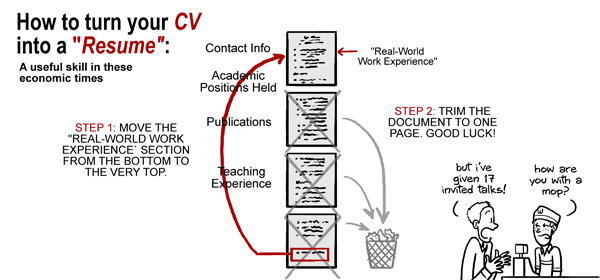 How to turn your CV
into a "Resume":
A useful skill in these
economic times
Contact Info
"Real-World
Work Experience"
Academic
Positions Held
Publications
Teaching
Experience
STEP 1: MOVE THE
"REAL-WORLD WORK
EXPERIENCE` SECTION
FROM THE BOTTOM TO
THE VERY TOP.
STEP 2: TRIM THE
DOCUMENT TO ONE
PAGE. GOOD LUCK!
but i've
given 17
invited talks!
how are
you with a
mop?